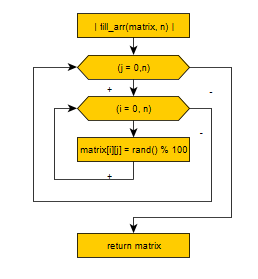 | fill_arr(matrix, n) |
(j = 0,n)
+
-
(i = 0, n)
-
matrix[i][j] = rand() % 100
+
return matrix